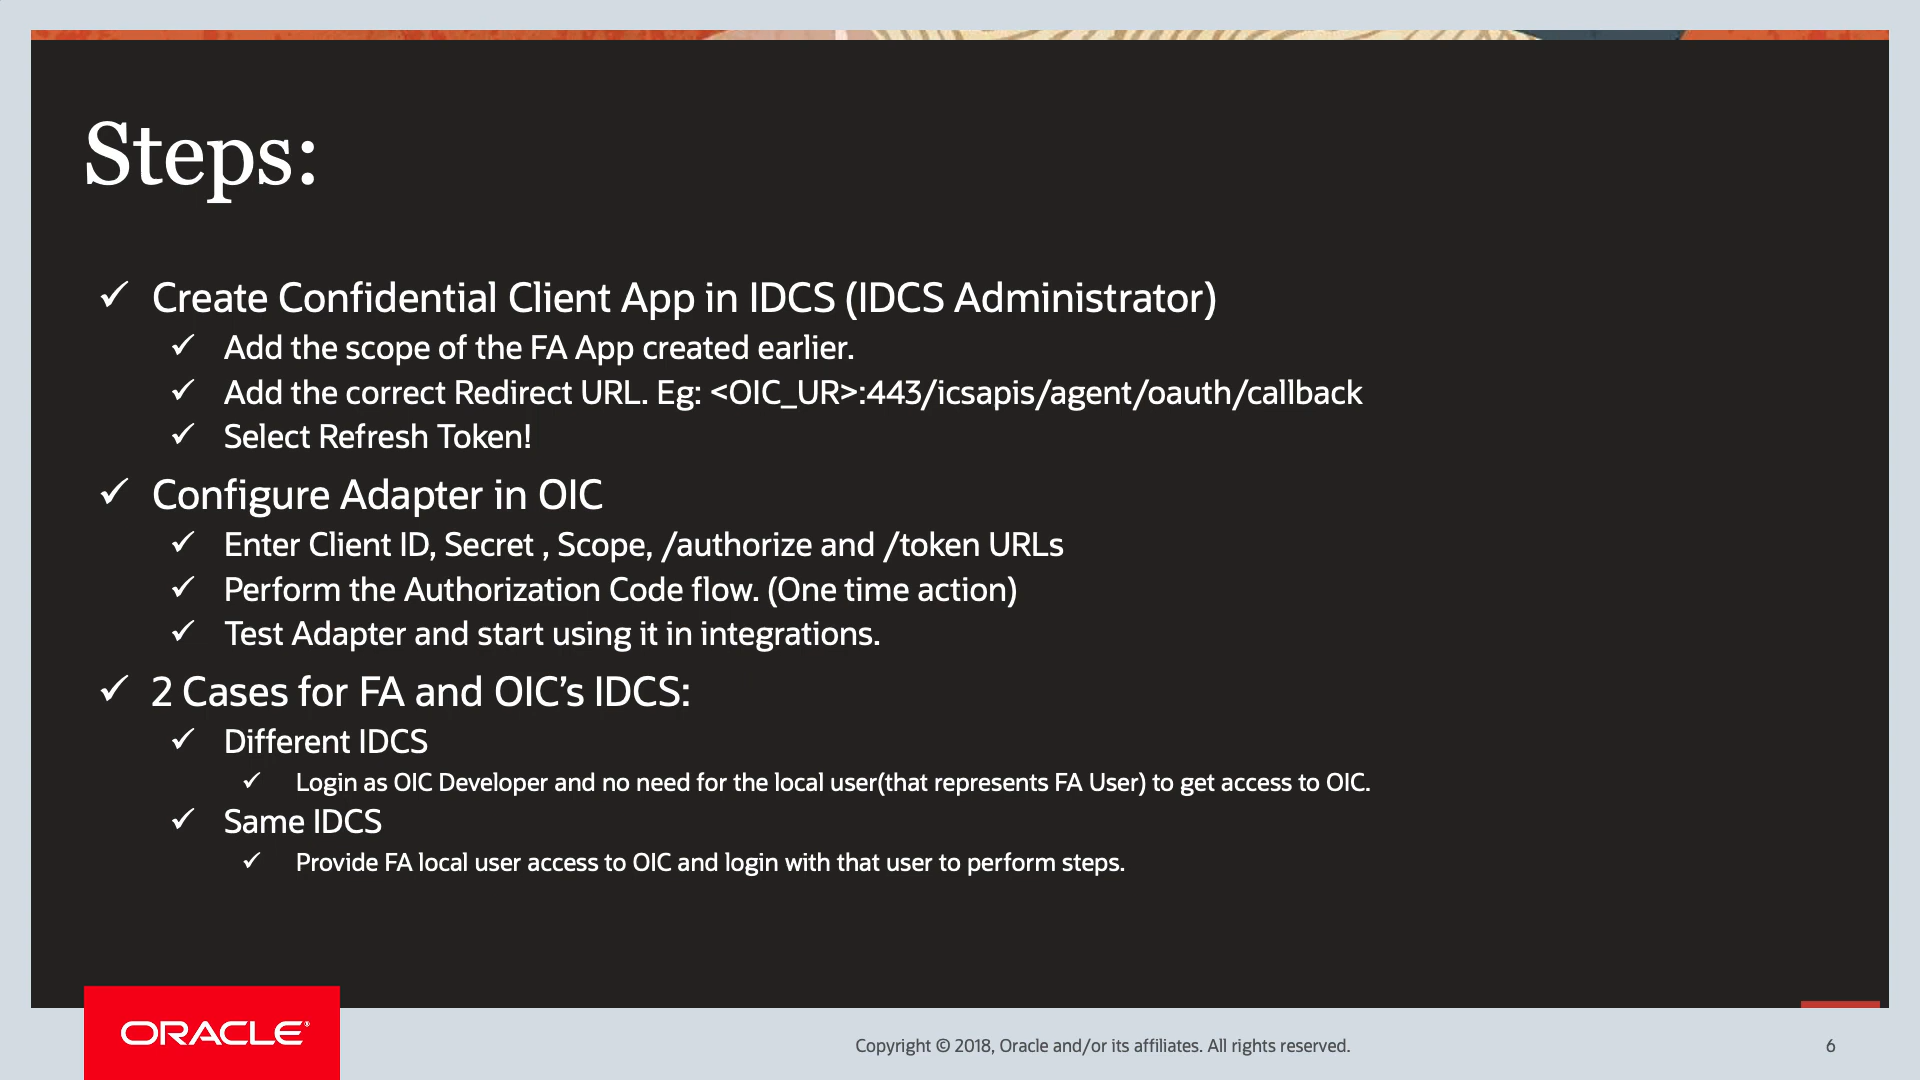 Steps:
Create Confidential Client App in IDCS (IDCS Administrator)
Add the scope of the FA App created earlier.
Add the correct Redirect URL. Eg: <OIC_UR>:443/icsapis/agent/oauth/callback
Select Refresh Token!
Configure Adapter in OIC
Enter Client ID, Secret , Scope, /authorize and /token URLs
Perform the Authorization Code flow. (One time action)
Test Adapter and start using it in integrations.
2 Cases for FA and OIC’s IDCS:
Different IDCS
Login as OIC Developer and no need for the local user(that represents FA User) to get access to OIC.
Same IDCS
Provide FA local user access to OIC and login with that user to perform steps.
ORACLE®
Copyright © 2018, Oracle and/or its affiliates. All rights reserved.
6